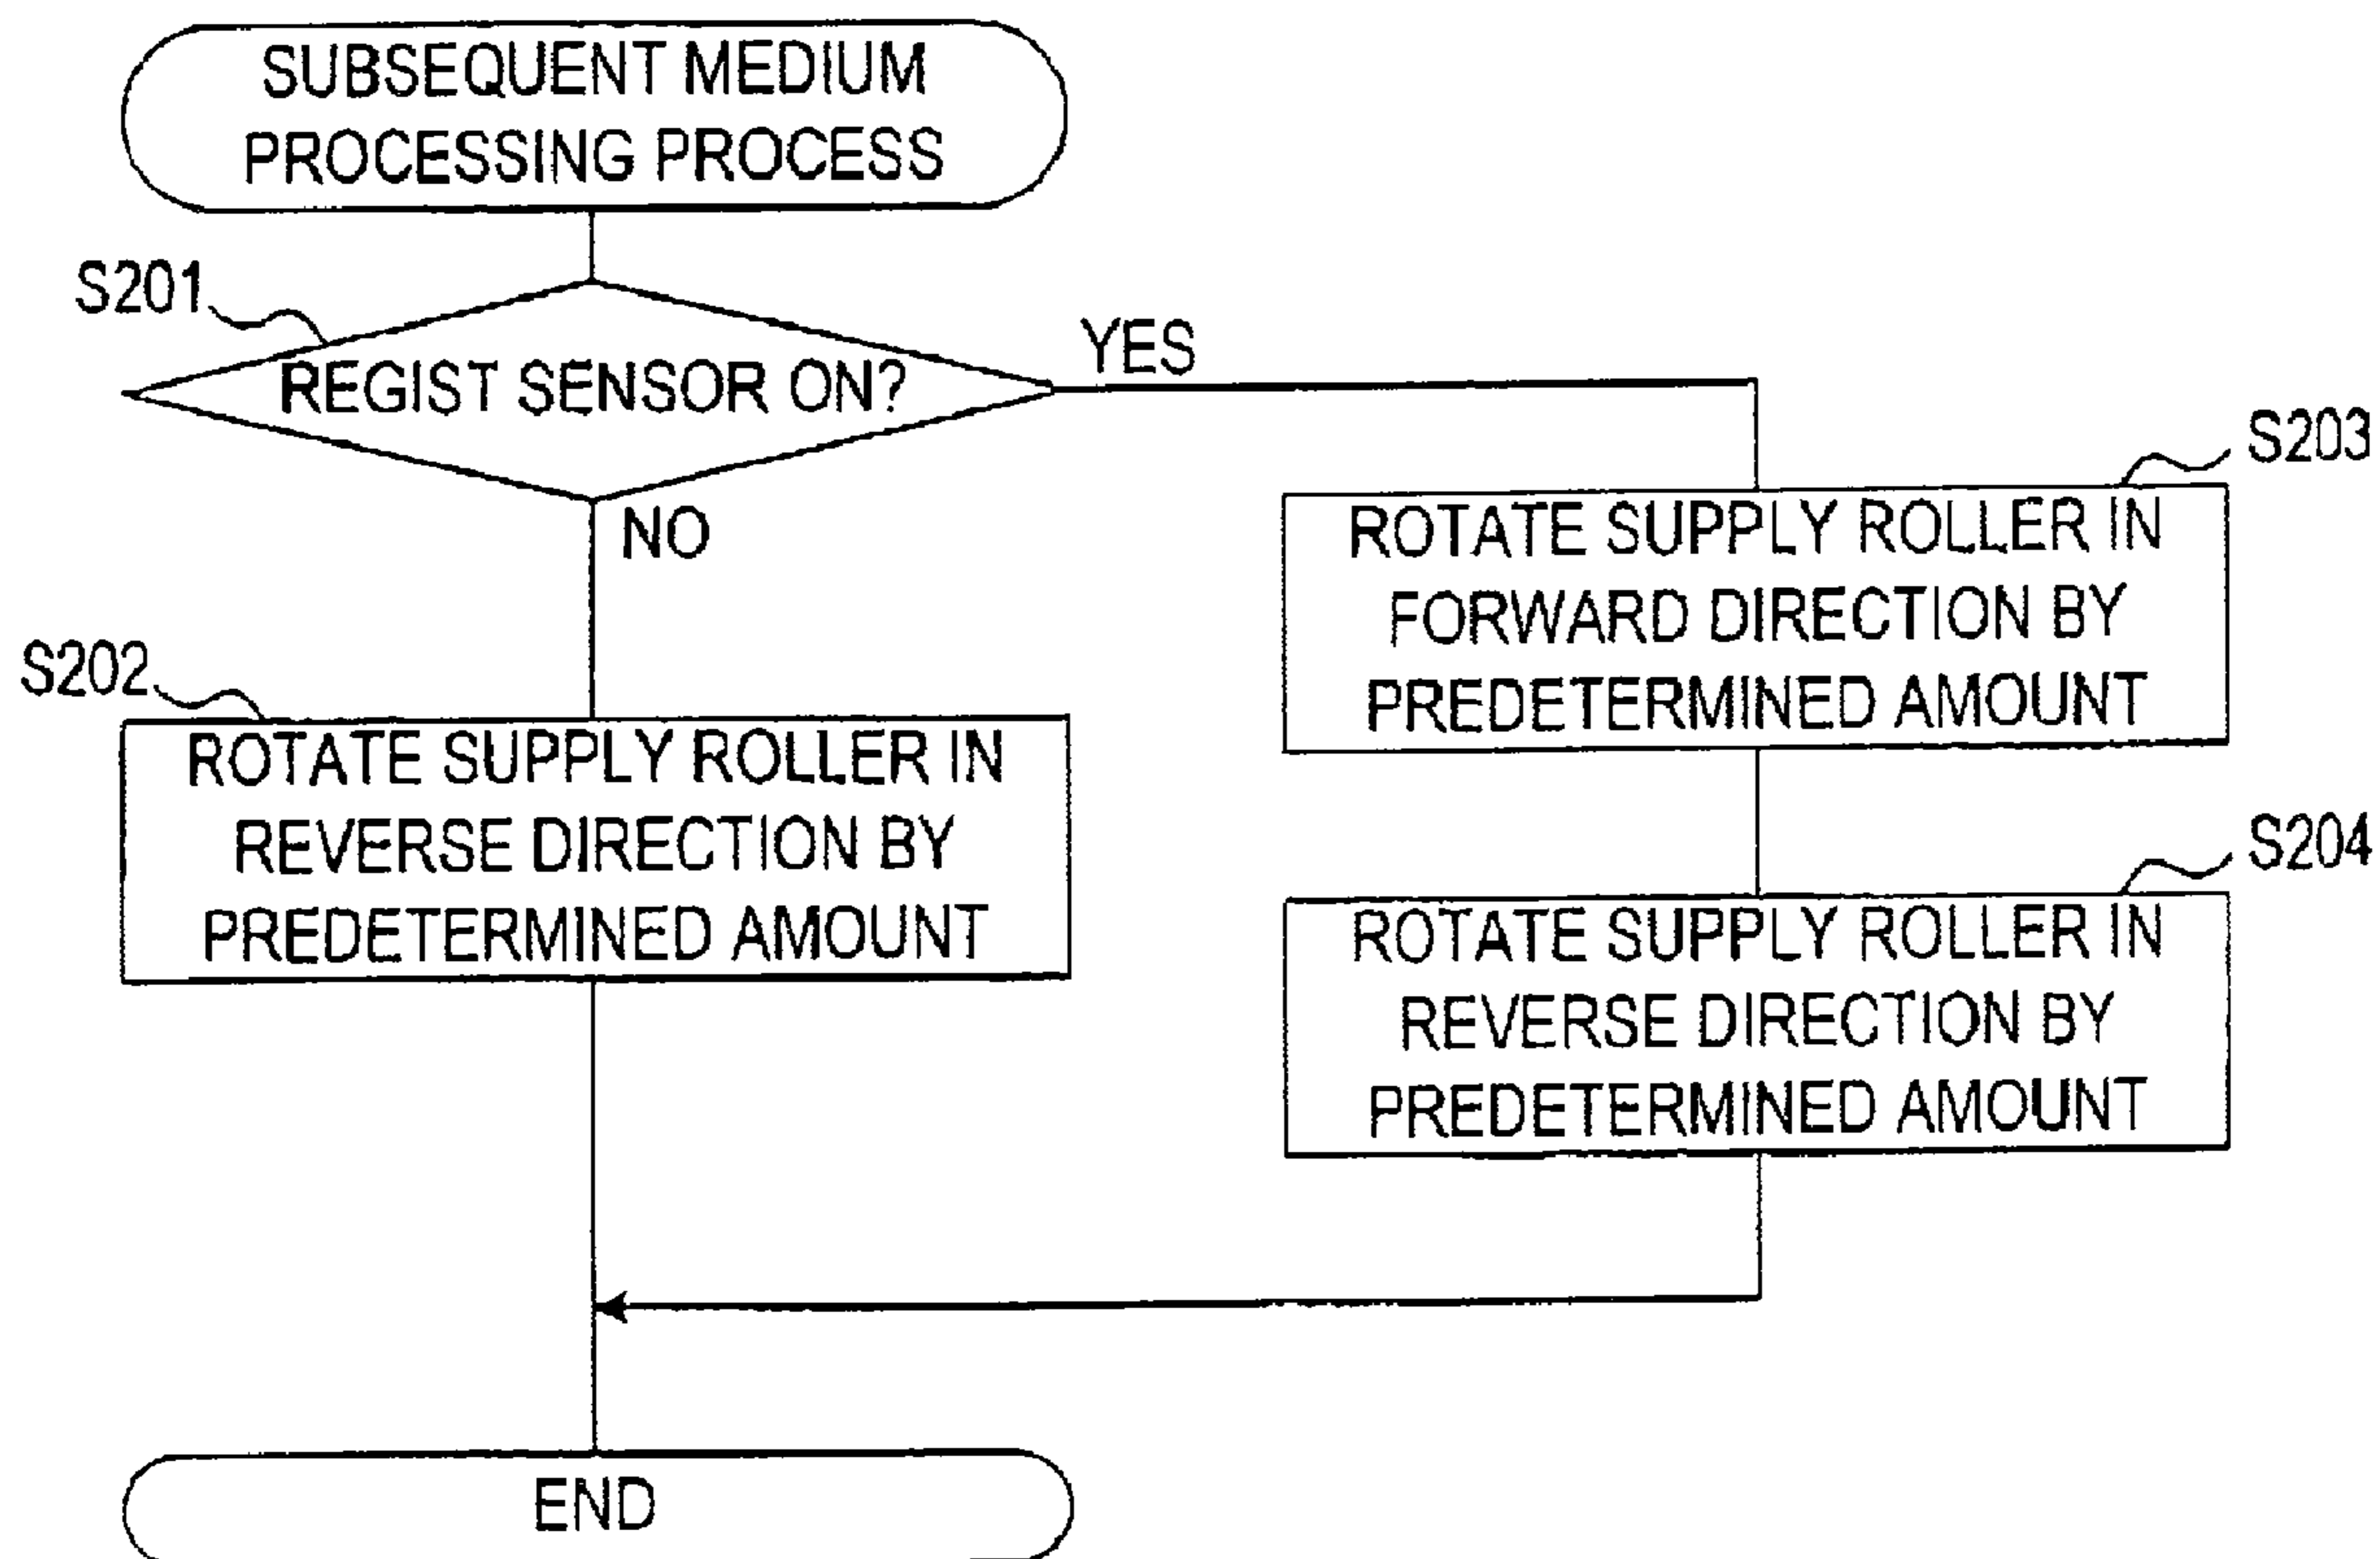 SUBSEQUENT MEDIUM
PROCESSING PROCESS
S201
REGIST SENSOR ON?
YES
NO
S203
ROTATE SUPPLY ROLLER IN
FORWARD DIRECTION BY
PREDETERMINED AMOUNT
S202
ROTATE SUPPLY ROLLER IN
REVERSE DIRECTION BY
PREDETERMINED AMOUNT
S204
ROTATE SUPPLY ROLLER IN
REVERSE DIRECTION BY
PREDETERMINED AMOUNT
END